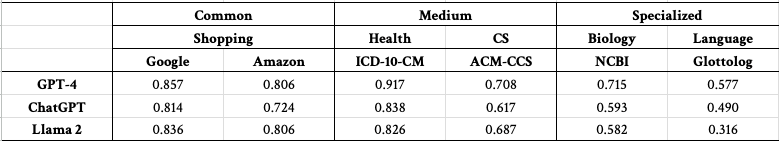 Common Medium Specialized
Shopping Health CS Biology Language
Google Amazon ICD-10-CM ACM-CCS NCBI Glottolog
GPT-4 0.857 0.806 0.917 0.708 0.715 0.577
ChatGPT 0.814 0.724 0.838 0.617 0.593 0.490
Llama 2 0.836 0.806 0.826 0.687 0.582 0.316